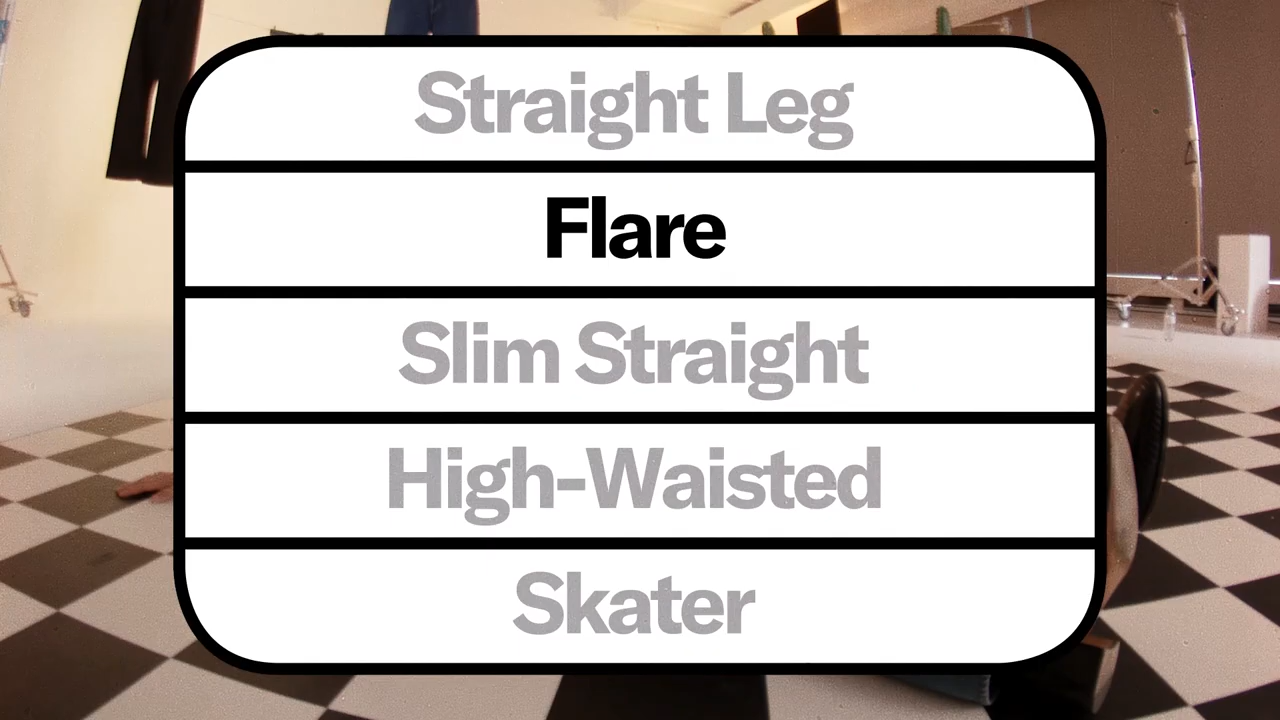 Straight Leg
Flare
Slim Straight
High-Waisted
Skater